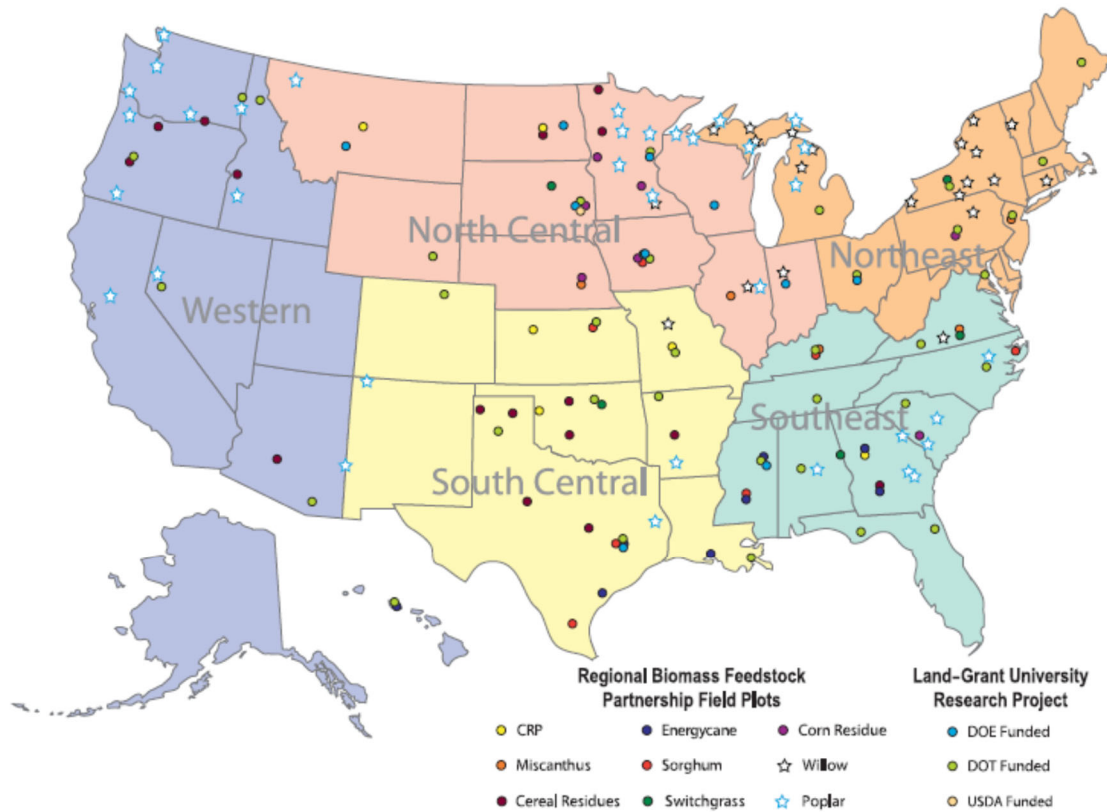 North Central
Northeast
Western
Southeast
South Central
Regional Biomass Feedstock
Partnership Field Plots
Land-Grant University
Research Project
CRP
Energycane
Corn Residue
DOE Funded
Miscanthus
Sorghum
Willow
DOT Funded
Cereal Residues
Switchgrass
Poplar
USDA Funded